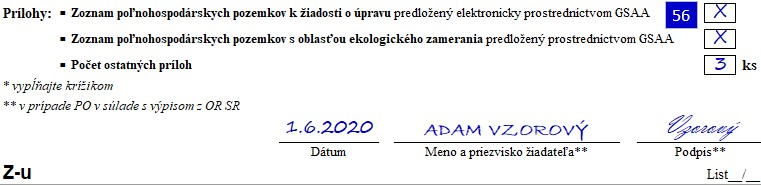 Prílohy: ▪ Zoznam poľnohospodárskych pozemkov k žiadosti o úpravu predložený elektronicky prostredníctvom GSAA 56 X
▪ Zoznam poľnohospodárskych pozemkov s oblasťou ekologického zamerania predložený prostredníctvom GSAA X
▪ Počet ostatných príloh 3 ks
* vypĺňajte krížikom
** v prípade PO v súlade s výpisom z OR SR
1.6.2020 ADAM VZOROVÝ Vzorový
Dátum Meno a priezvisko žiadateľa** Podpis**
Z-u List__/__